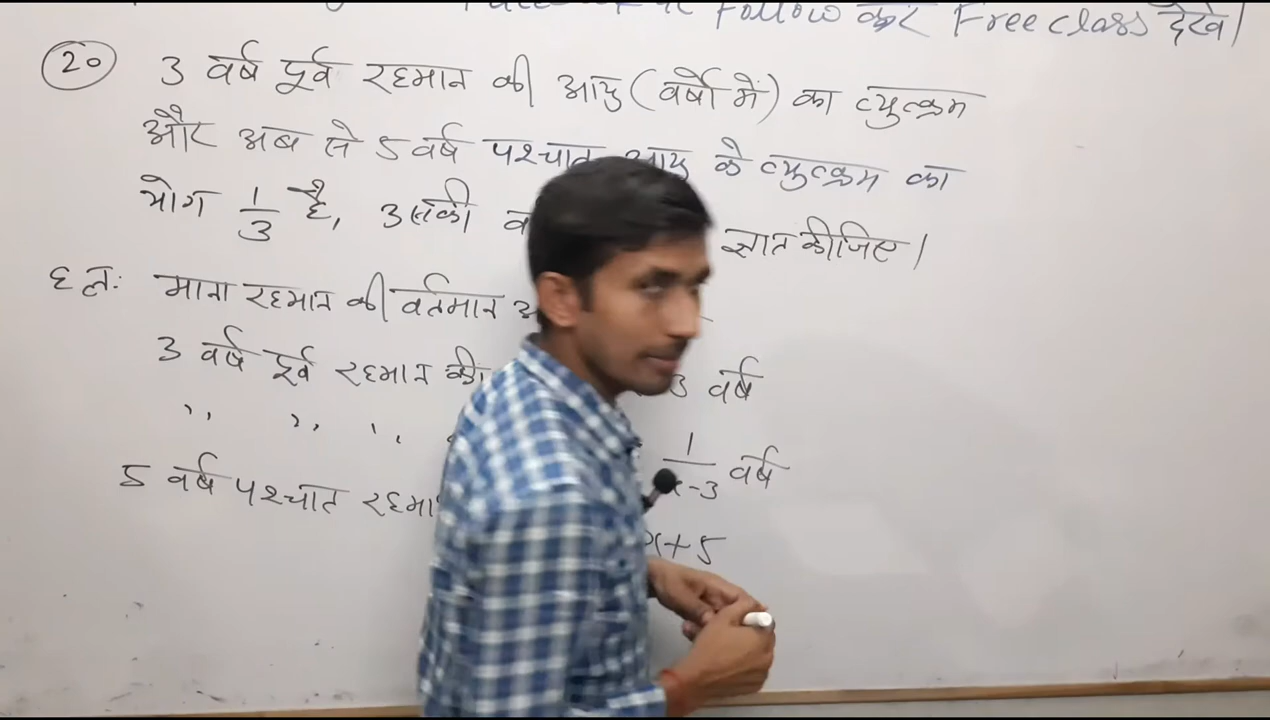 Follow कर Free class देखे।
20 3 वर्ष पूर्व रहमान की आयु (वर्षो में) का व्युत्क्रम
और अब से 5 वर्ष पश्चात आयु के व्युत्क्रम का
योग 1/3 है, उसकी ज्ञात कीजिए।
हल: माना रहमान की वर्तमान
3 वर्ष पूर्व रहमान की 3 वर्ष
,, ,, ,, 1/x-3 वर्ष
5 वर्ष पश्चात x+5